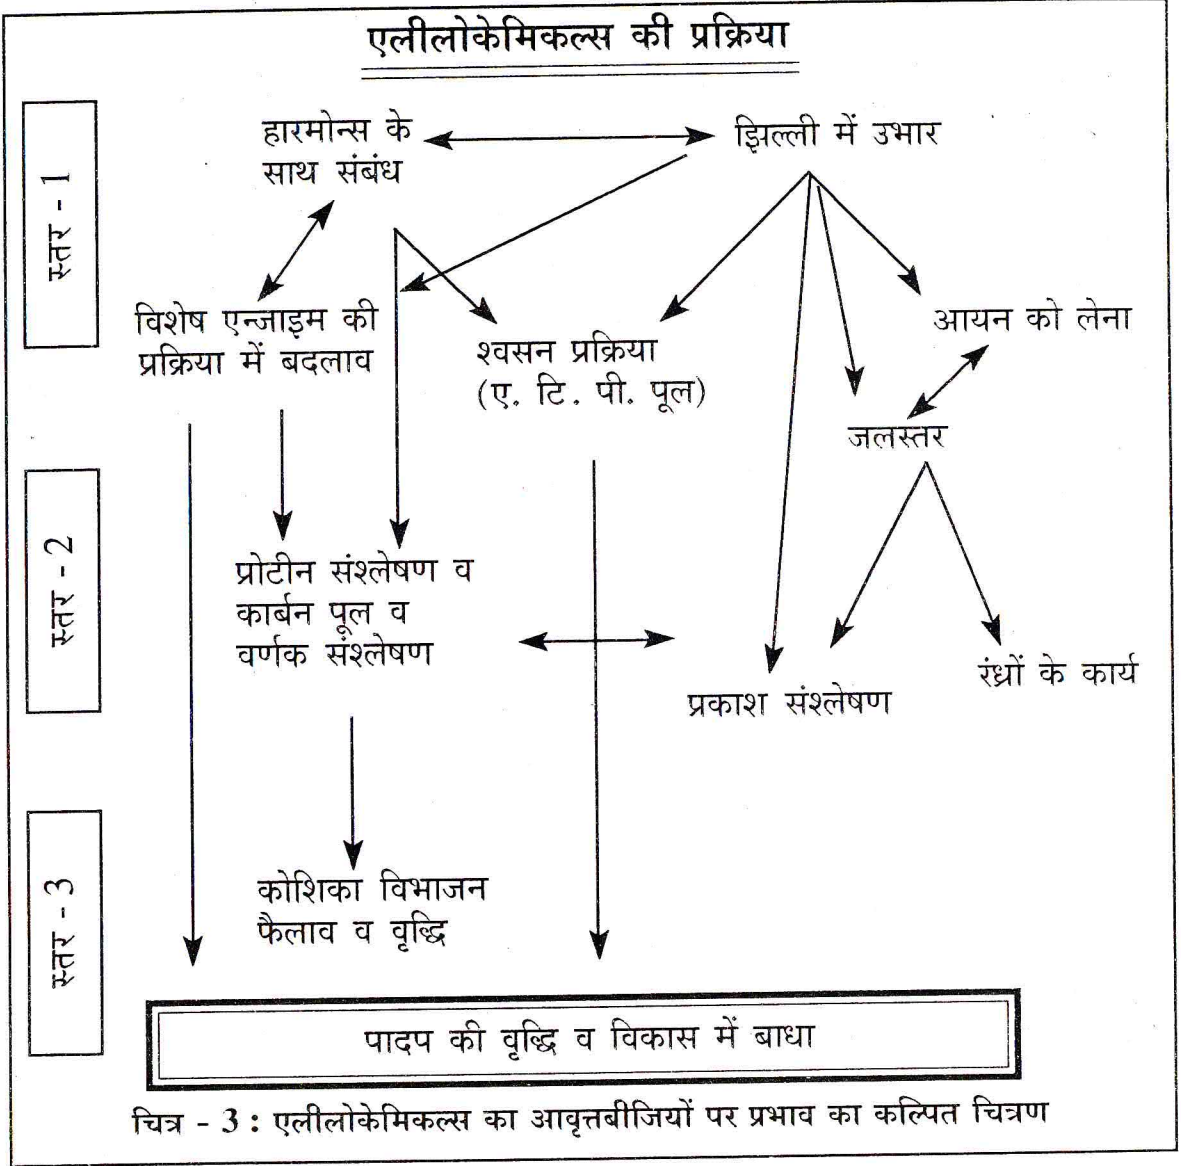 एलीलोकेमिकल्स की प्रक्रिया
स्तर - 1
हारमोन्स के
साथ संबंध
झिल्ली में उभार
विशेष एन्जाइम की
प्रक्रिया में बदलाव
श्वसन प्रक्रिया
(ए. टि. पी. पूल)
आयन को लेना
जलस्तर
स्तर - 2
प्रोटीन संश्लेषण व
कार्बन पूल व
वर्णक संश्लेषण
प्रकाश संश्लेषण
रंध्रों के कार्य
स्तर - 3
कोशिका विभाजन
फैलाव व वृद्धि
पादप की वृद्धि व विकास में बाधा
चित्र - 3 : एलीलोकेमिकल्स का आवृत्तबीजियों पर प्रभाव का कल्पित चित्रण